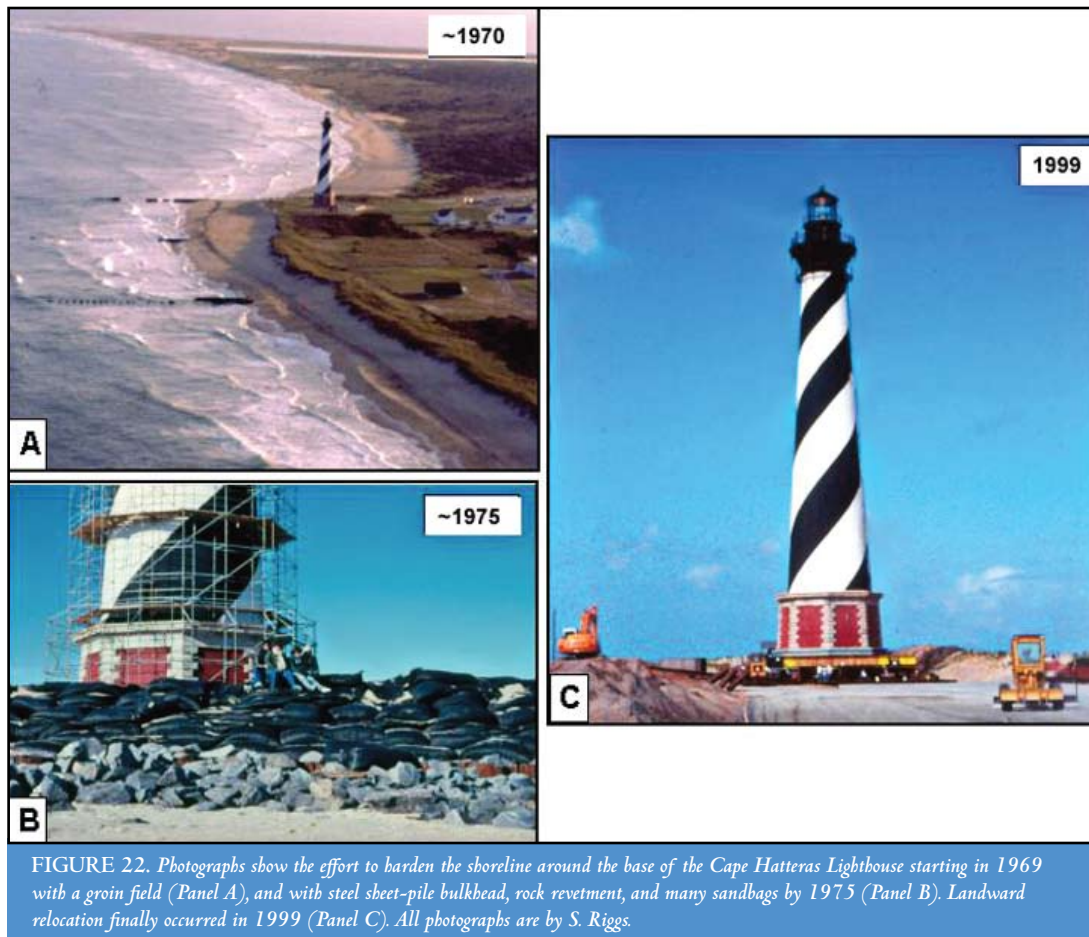 ~1970
A
~1975
B
1999
C
FIGURE 22. Photographs show the effort to harden the shoreline around the base of the Cape Hatteras Lighthouse starting in 1969
with a groin field (Panel A), and with steel sheet-pile bulkhead, rock revetment, and many sandbags by 1975 (Panel B). Landward
relocation finally occurred in 1999 (Panel C). All photographs are by S. Riggs.